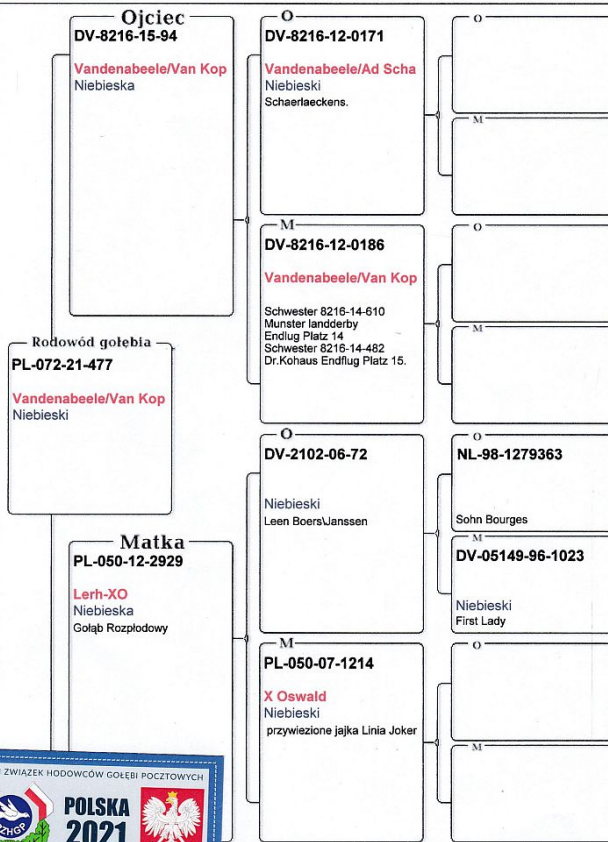 Ojciec
DV-8216-15-94
Vandenabeele/Van Kop
Niebieska
O
DV-8216-12-0171
Vandenabeele/Ad Scha
Niebieski
Schaerlaeckens.
O
M
M
DV-8216-12-0186
Vandenabeele/Van Kop
Schwester 8216-14-610
Munster landderby
Endlug Platz 14
Schwester 8216-14-482
Dr.Kohaus Endflug Platz 15.
O
M
Rodowód gołębia
PL-072-21-477
Vandenabeele/Van Kop
Niebieski
O
DV-2102-06-72
Niebieski
Leen Boers\Janssen
O
NL-98-1279363
Sohn Bourges
M
DV-05149-96-1023
Niebieski
First Lady
Matka
PL-050-12-2929
Lerh-XO
Niebieska
Gołąb Rozpłodowy
M
PL-050-07-1214
X Oswald
Niebieski
przywiezione jajka Linia Joker
O
M
ZWIĄZEK HODOWCÓW GOŁĘBI POCZTOWYCH
PZHGP
POLSKA
2021